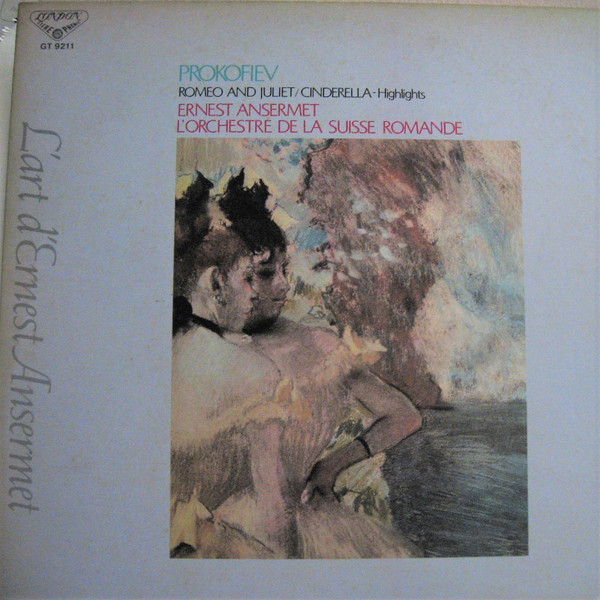 LONDON
GT 9211
PROKOFIEV
ROMEO AND JULIET/CINDERELLA-Highlights
ERNEST ANSERMET
L'ORCHESTRE DE LA SUISSE ROMANDE
L'art d'Ernest Ansermet